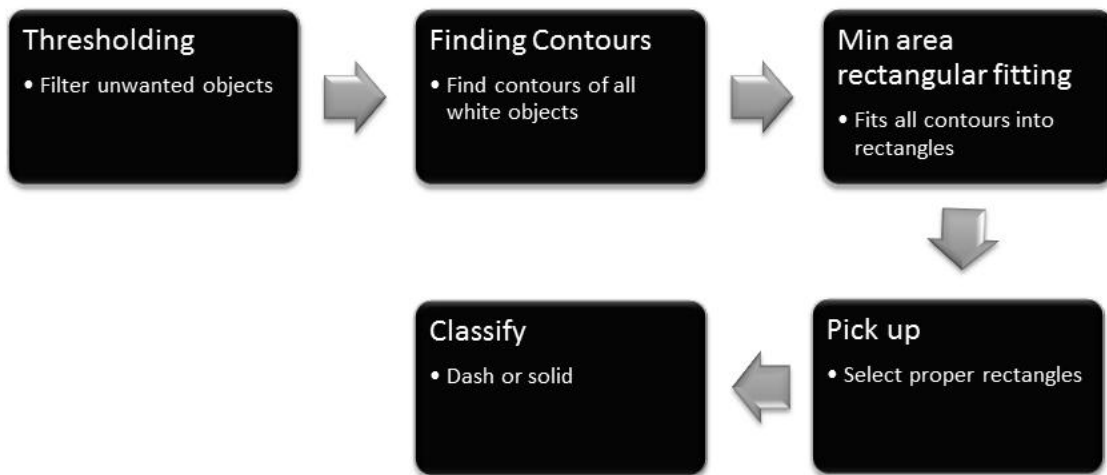 Thresholding
• Filter unwanted objects
Finding Contours
• Find contours of all
white objects
Min area
rectangular fitting
• Fits all contours into
rectangles
Pick up
• Select proper rectangles
Classify
• Dash or solid